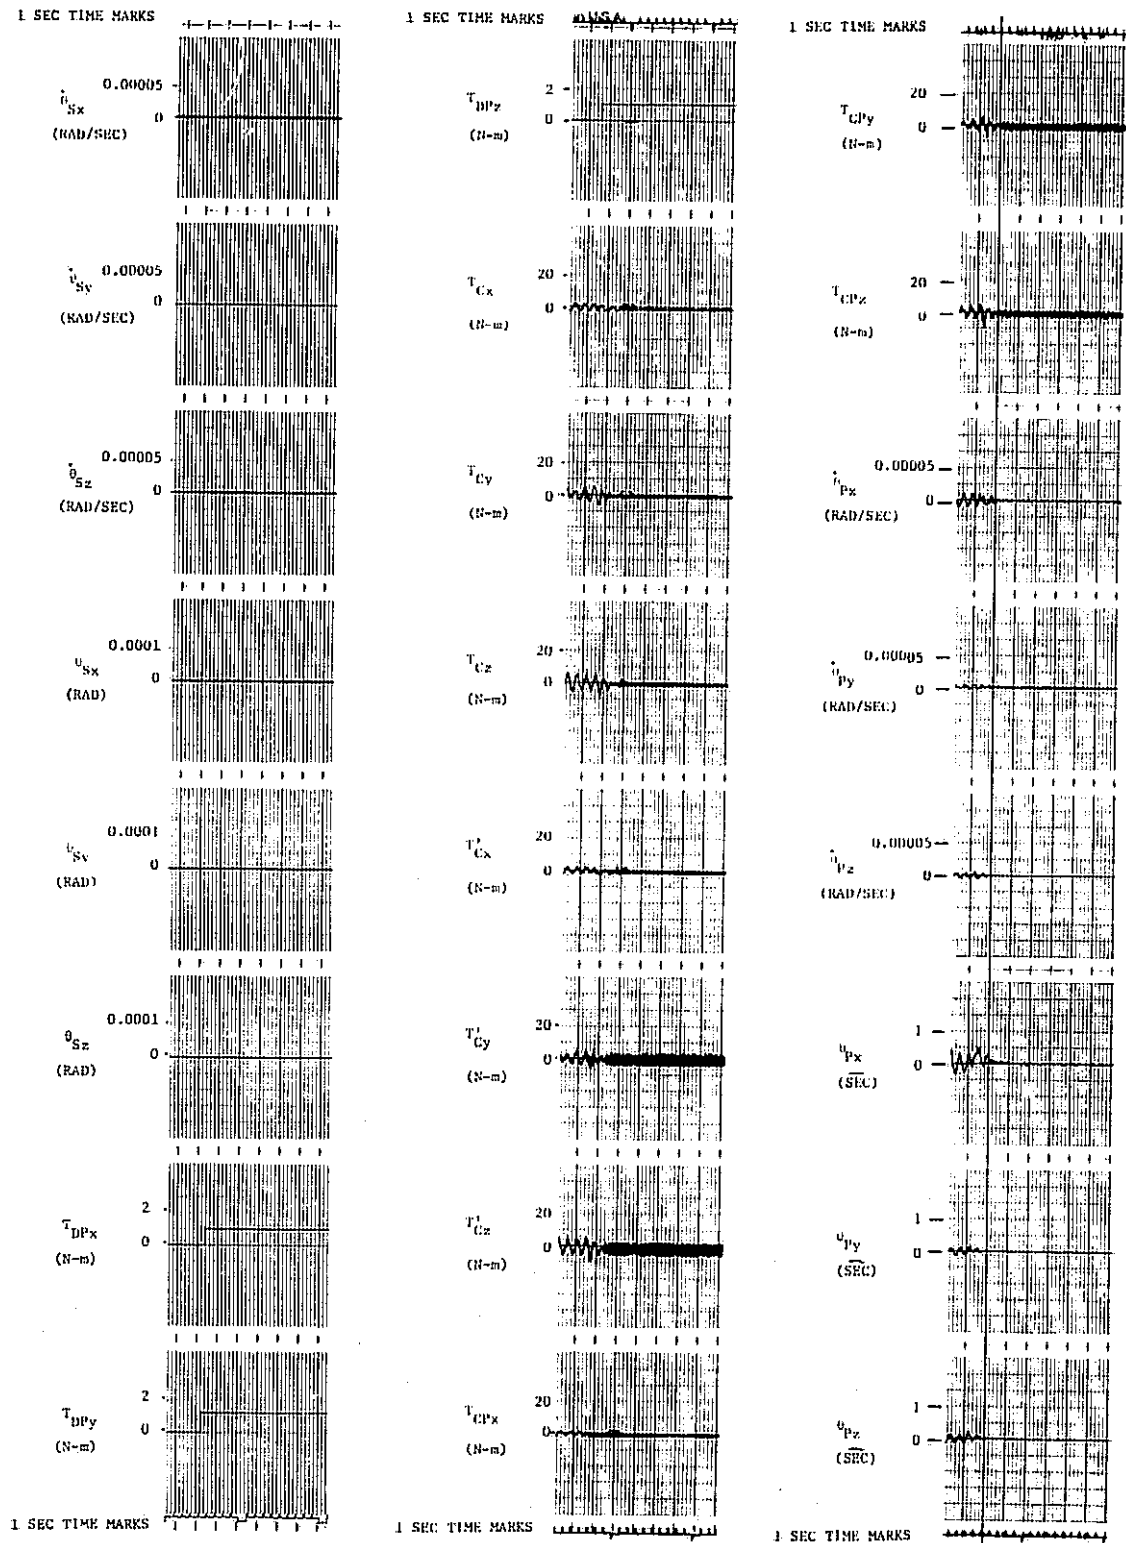 1 SEC TIME MARKS
0.00005
θ̇Sx
0
(RAD/SEC)
0.00005
θ̇Sy
0
(RAD/SEC)
0.00005
θ̇Sz
0
(RAD/SEC)
0.0001
θSx
0
(RAD)
0.0001
θSy
0
(RAD)
0.0001
θSz
0
(RAD)
2
TDPx
0
(N-m)
2
TDPy
0
(N-m)
1 SEC TIME MARKS
1 SEC TIME MARKS
2
TDPz
0
(N-m)
20
TCx
0
(N-m)
20
TCy
0
(N-m)
20
TCz
0
(N-m)
20
T'Cx
0
(N-m)
20
T'Cy
0
(N-m)
20
T'Cz
0
(N-m)
20
TCPx
0
(N-m)
1 SEC TIME MARKS
1 SEC TIME MARKS
20
TCPy
0
(N-m)
20
TCPz
0
(N-m)
0.00005
θ̇Px
0
(RAD/SEC)
0.00005
θ̇Py
0
(RAD/SEC)
0.00005
θ̇Pz
0
(RAD/SEC)
1
θPx
0
(SEC)
1
θPy
0
(SEC)
1
θPz
0
(SEC)
1 SEC TIME MARKS